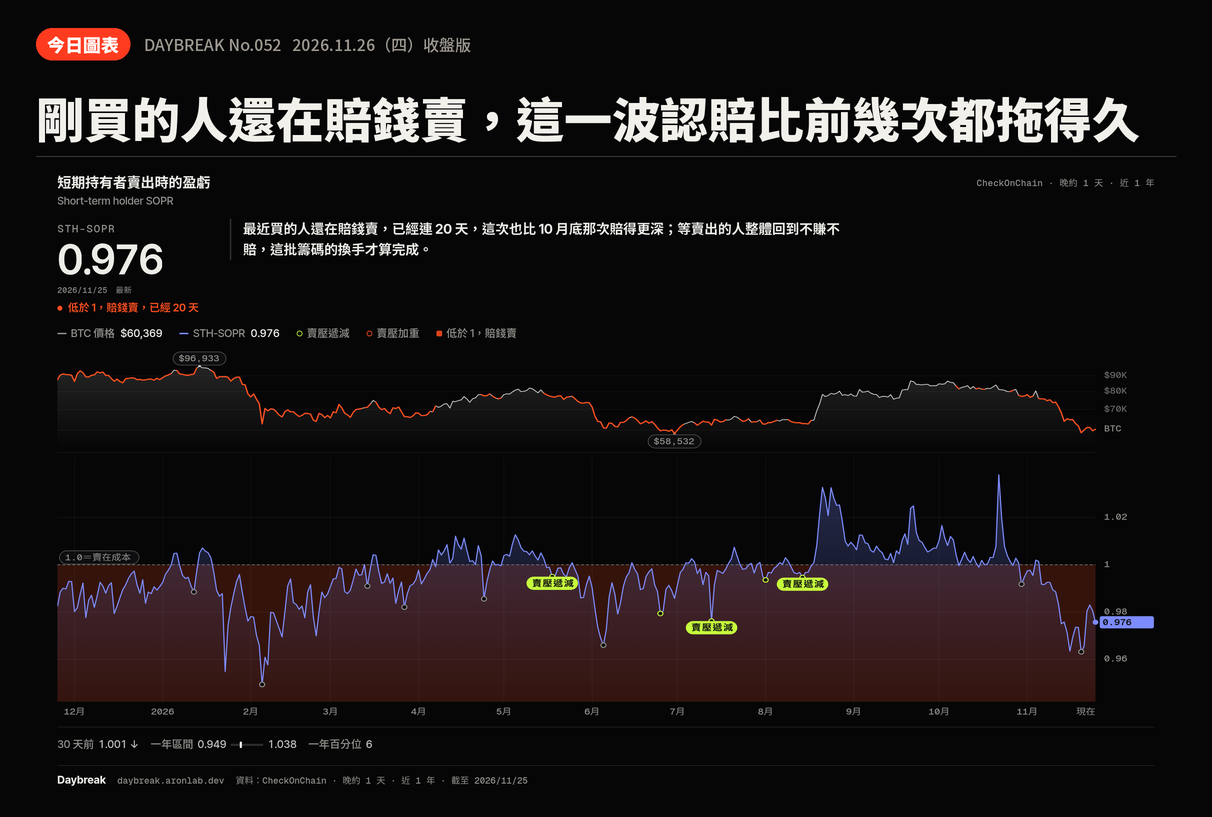 今日圖表 DAYBREAK No.052 2026.11.26（四）收盤版
剛買的人還在賠錢賣，這一波認賠比前幾次都拖得久
短期持有者賣出時的盈虧
CheckOnChain · 晚約 1 天 · 近 1 年
Short-term holder SOPR
STH-SOPR
0.976
2026/11/25 最新
低於 1，賠錢賣，已經 20 天
最近買的人還在賠錢賣，已經連 20 天，這次也比 10 月底那次賠得更深；等賣出的人整體回到不賺不
賠，這批籌碼的換手才算完成。
BTC 價格 $60,369 STH-SOPR 0.976 賣壓遞減 賣壓加重 低於 1，賠錢賣
$96,933
$90K
$80K
$70K
BTC
$58,532
1.02
1.0＝賣在成本
1
賣壓遞減
賣壓遞減
0.98
0.976
賣壓遞減
0.96
12月 2026 2月 3月 4月 5月 6月 7月 8月 9月 10月 11月 現在
30 天前 1.001 ↓ 一年區間 0.949 1.038 一年百分位 6
Daybreak daybreak.aronlab.dev 資料：CheckOnChain · 晚約 1 天 · 近 1 年 · 截至 2026/11/25